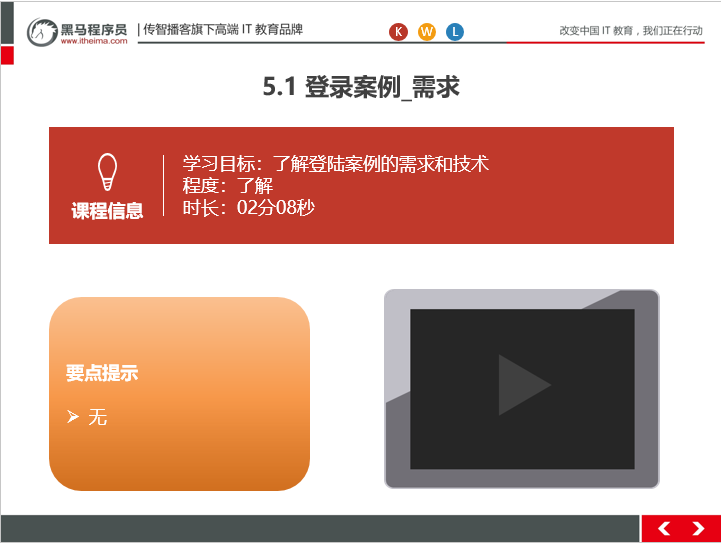 黑马程序员
www.itheima.com
|传智播客旗下高端 IT 教育品牌
K W L
改变中国 IT 教育，我们正在行动
5.1 登录案例_需求
课程信息
学习目标：了解登陆案例的需求和技术
程度：了解
时长：02分08秒
要点提示
➢ 无